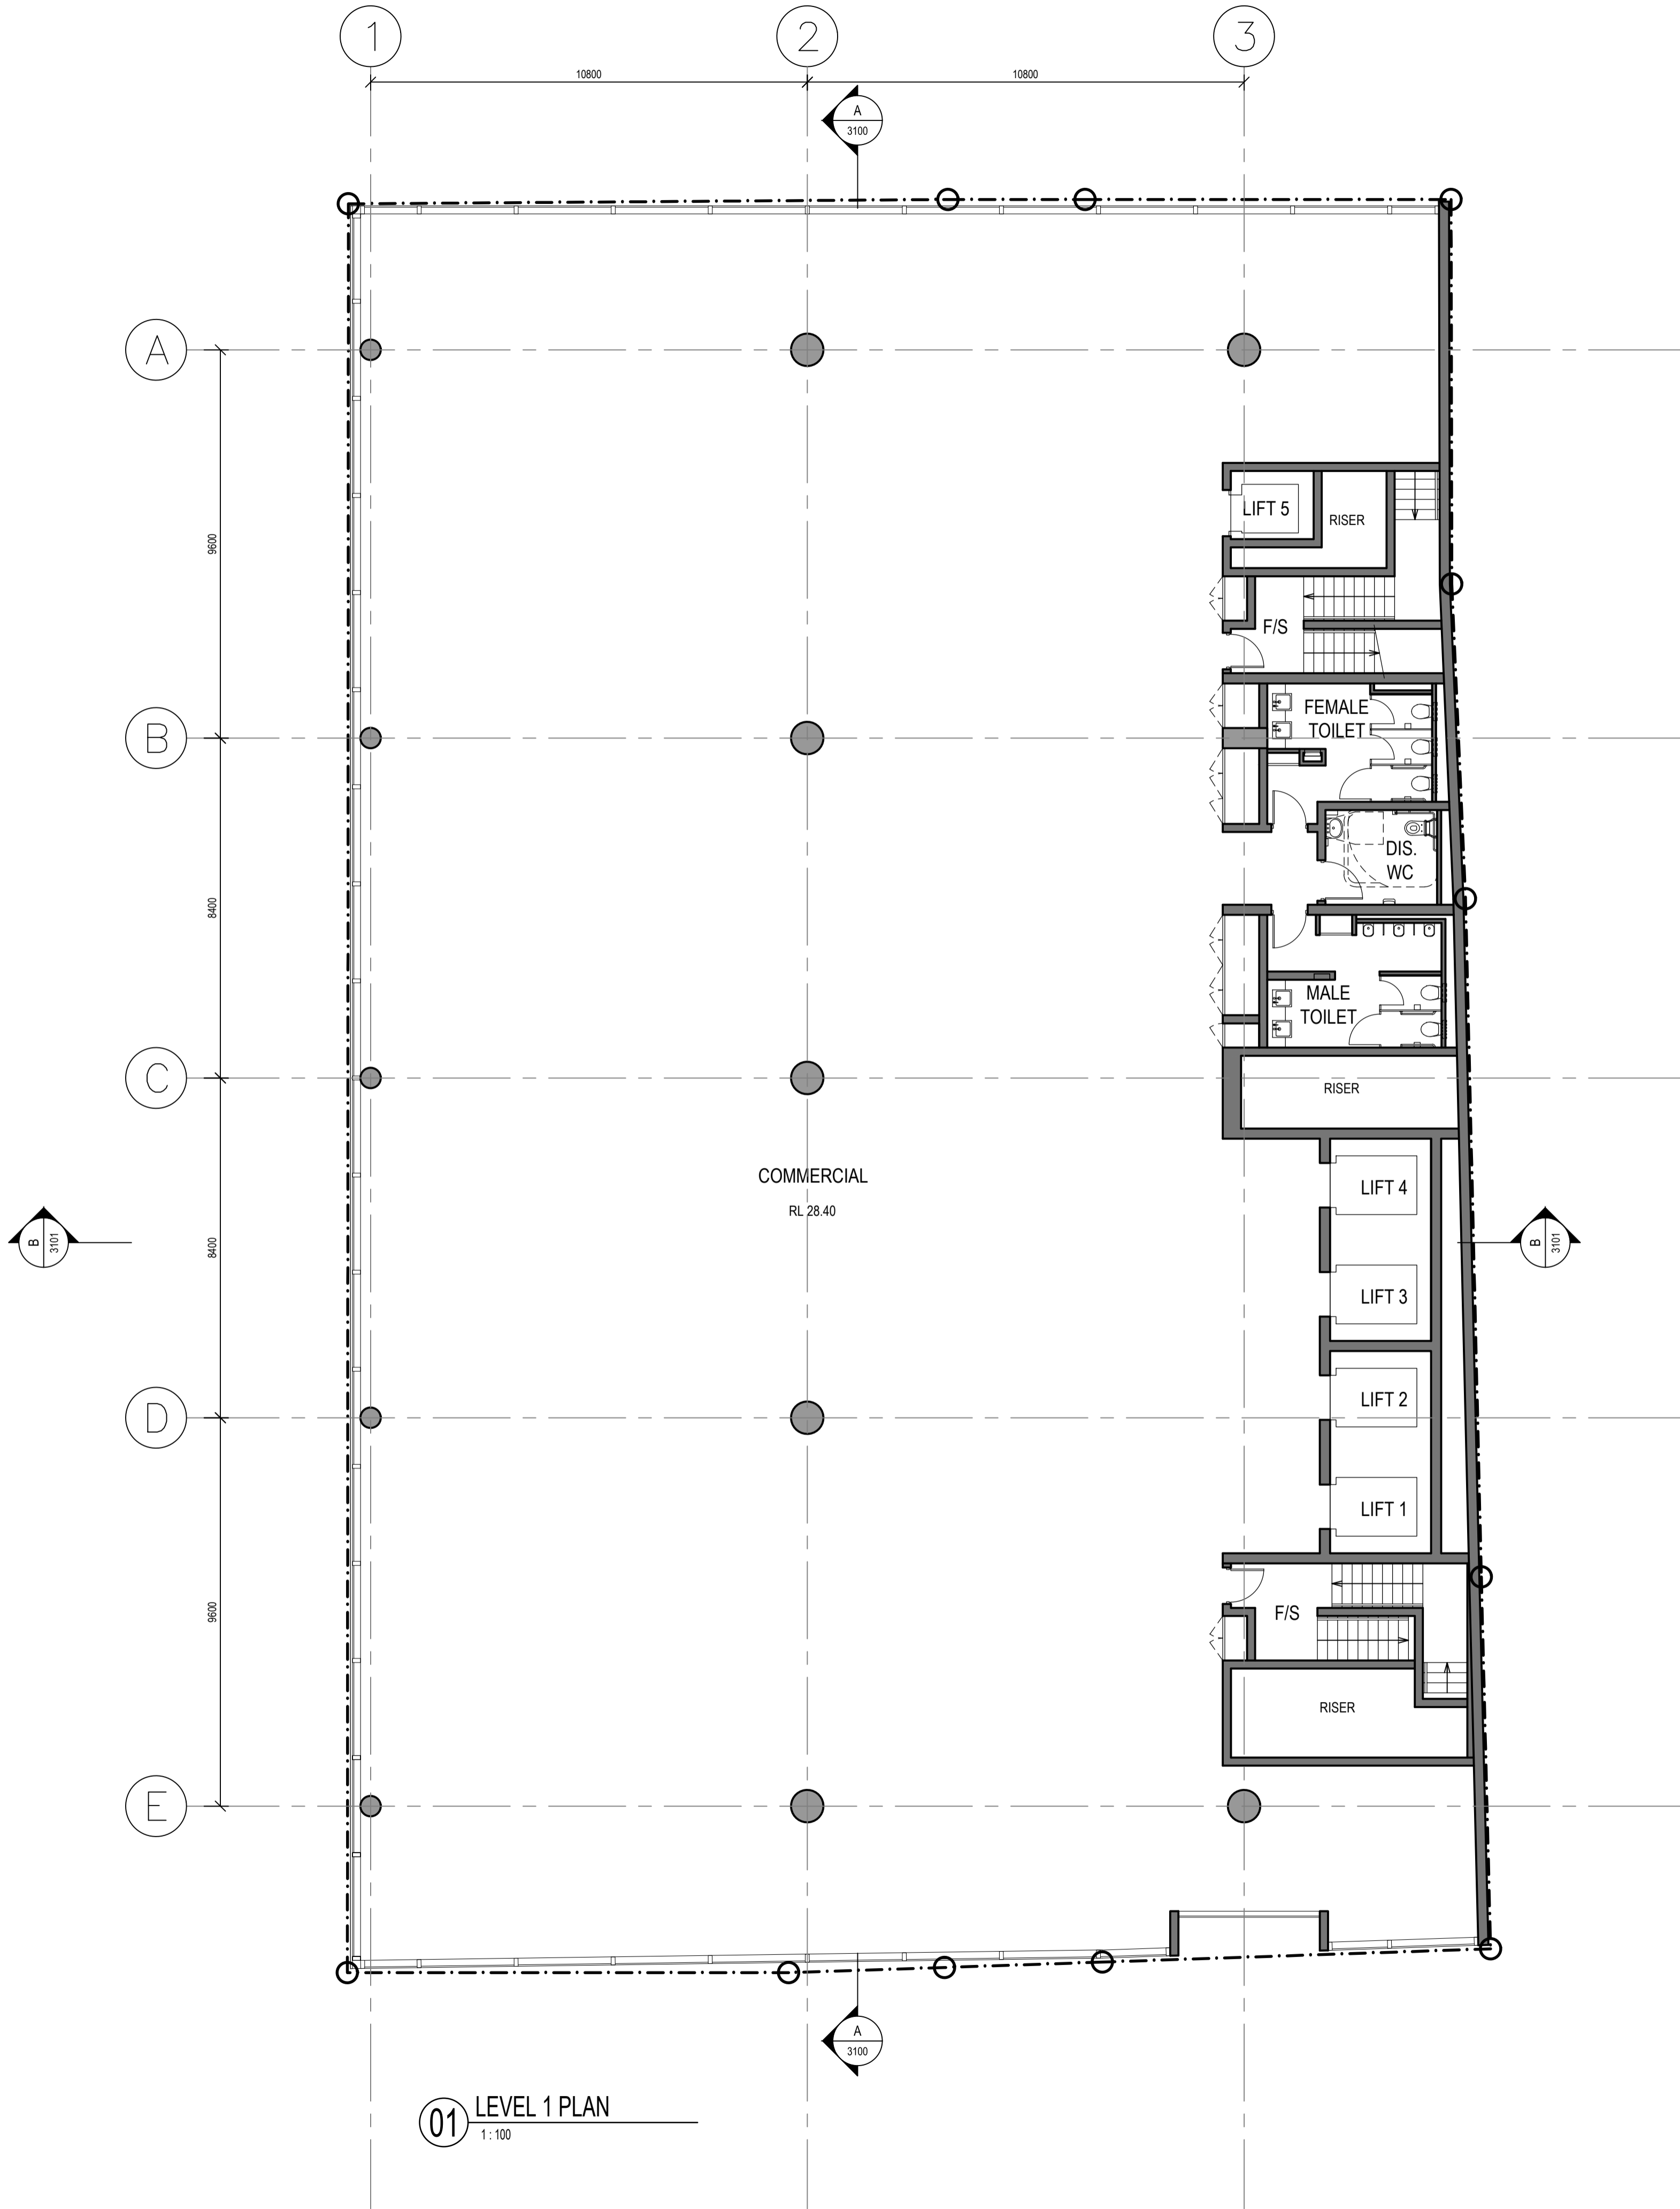 1
2
3
10800
10800
A
3100
A
9600
LIFT 5
RISER
F/S
FEMALE
TOILET
B
8400
DIS.
WC
MALE
TOILET
C
RISER
COMMERCIAL
RL 28.40
LIFT 4
B
3101
8400
B
3101
LIFT 3
LIFT 2
D
LIFT 1
9600
F/S
RISER
E
A
3100
01
LEVEL 1 PLAN
1 : 100